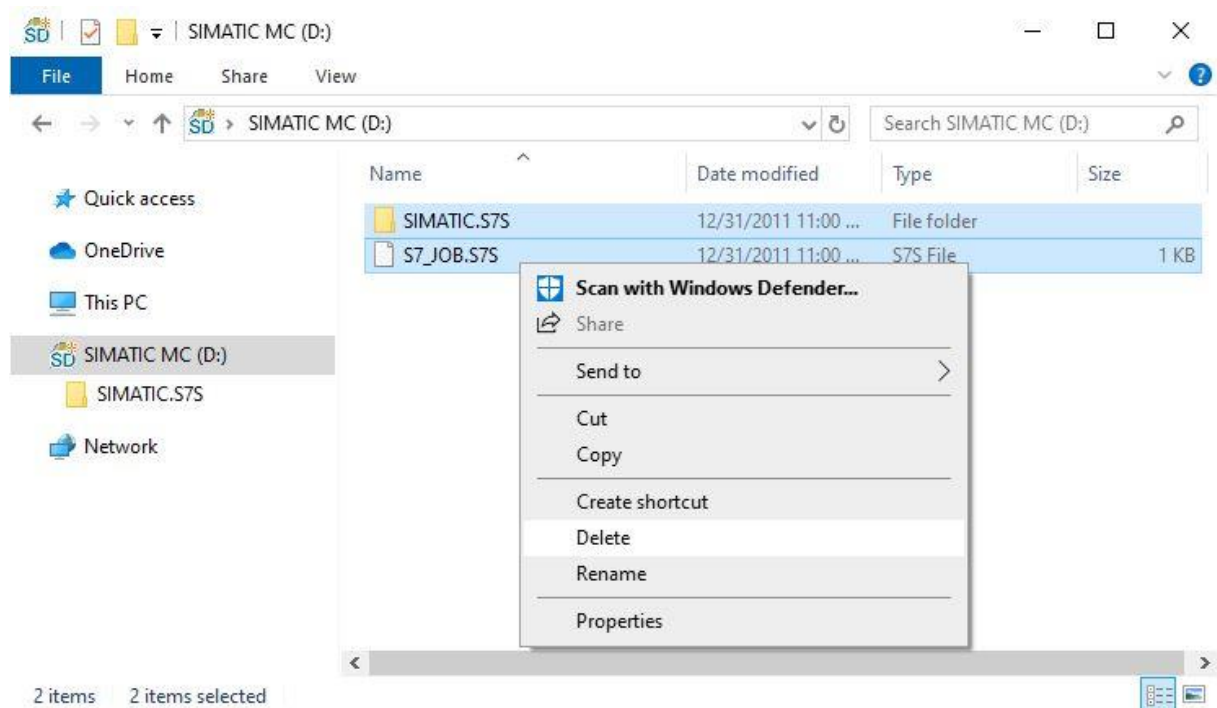 SD SIMATIC MC (D:)
File Home Share View
SD SIMATIC MC (D:) Search SIMATIC MC (D:)
Name Date modified Type Size
Quick access
SIMATIC.S7S 12/31/2011 11:00 ... File folder
OneDrive
S7_JOB.S7S 12/31/2011 11:00 ... S7S File 1 KB
Scan with Windows Defender...
This PC
Share
SD SIMATIC MC (D:)
Send to
SIMATIC.S7S
Cut
Network
Copy
Create shortcut
Delete
Rename
Properties
2 items 2 items selected